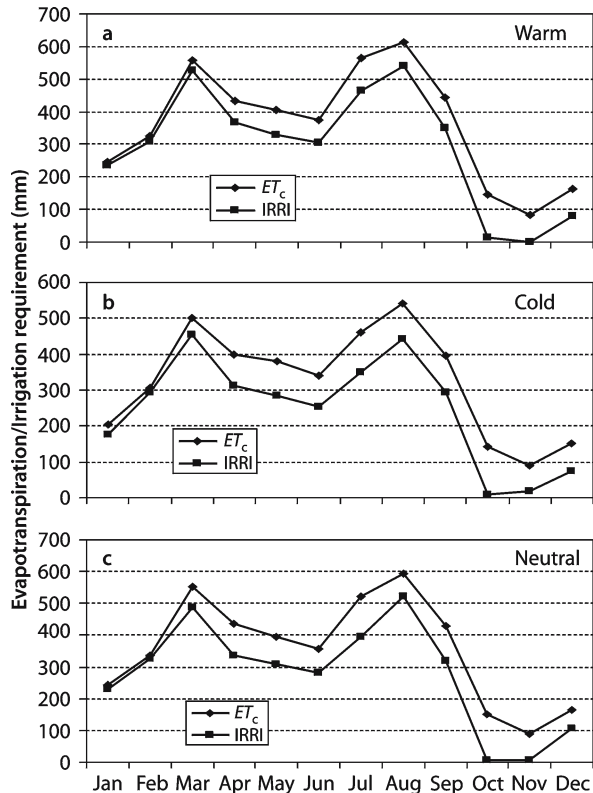 Evapotranspiration/Irrigation requirement (mm)
700
600
500
400
300
200
100
0
a
Warm
ETc
IRRI
600
500
400
300
200
100
0
b
Cold
ETc
IRRI
700
600
500
400
300
200
100
0
c
Neutral
ETc
IRRI
Jan Feb Mar Apr May Jun Jul Aug Sep Oct Nov Dec